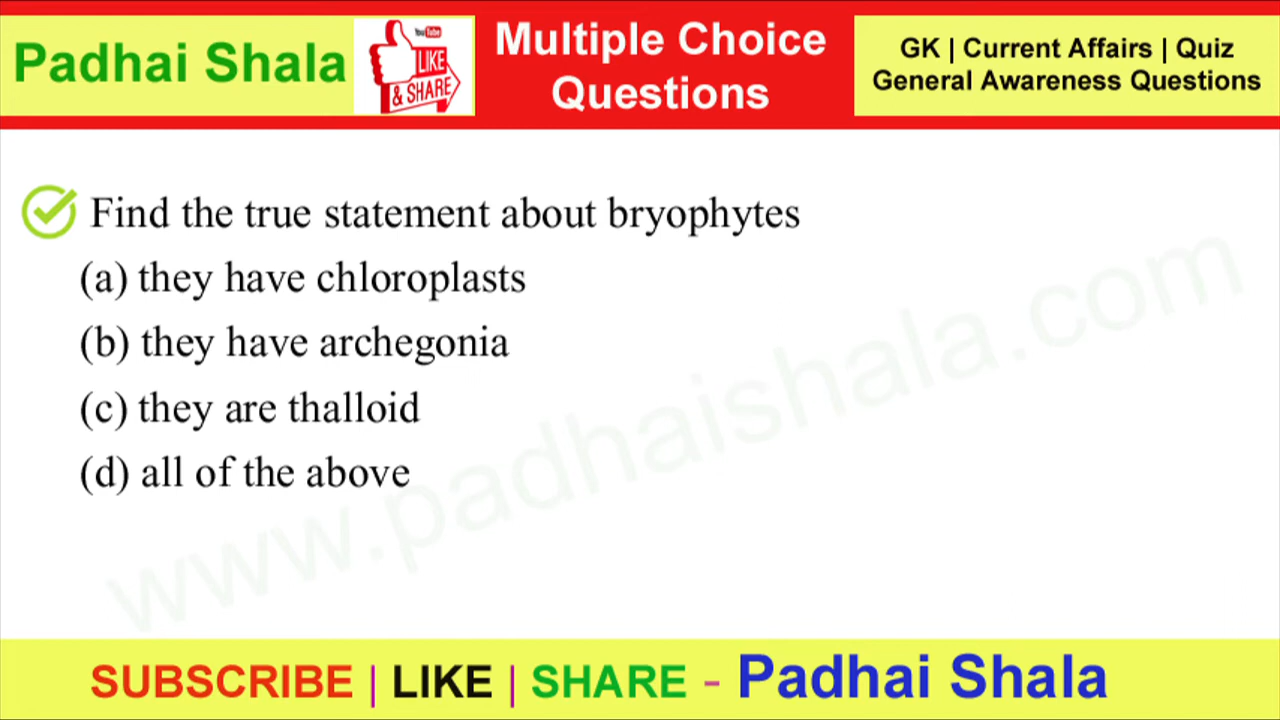 Padhai Shala
YouTube
LIKE
& SHARE
Multiple Choice
Questions
GK | Current Affairs | Quiz
General Awareness Questions
Find the true statement about bryophytes
(a) they have chloroplasts
(b) they have archegonia
(c) they are thalloid
(d) all of the above
www.padhaishala.com
SUBSCRIBE | LIKE | SHARE - Padhai Shala